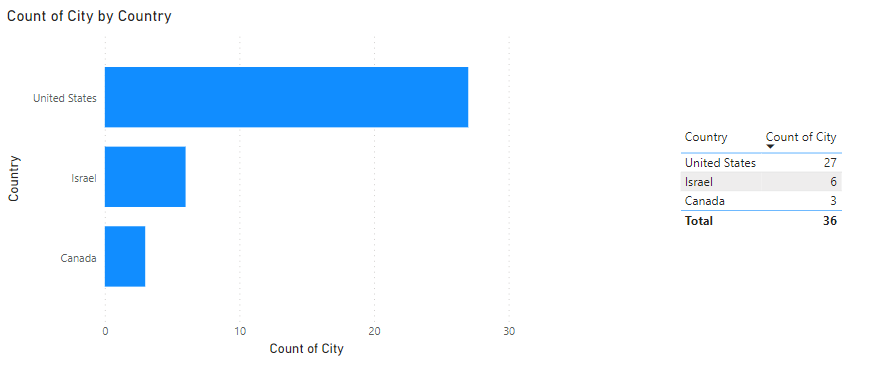 Count of City by Country
Country
United States
Israel
Canada
0 10 20 30
Count of City
Country Count of City
United States 27
Israel 6
Canada 3
Total 36